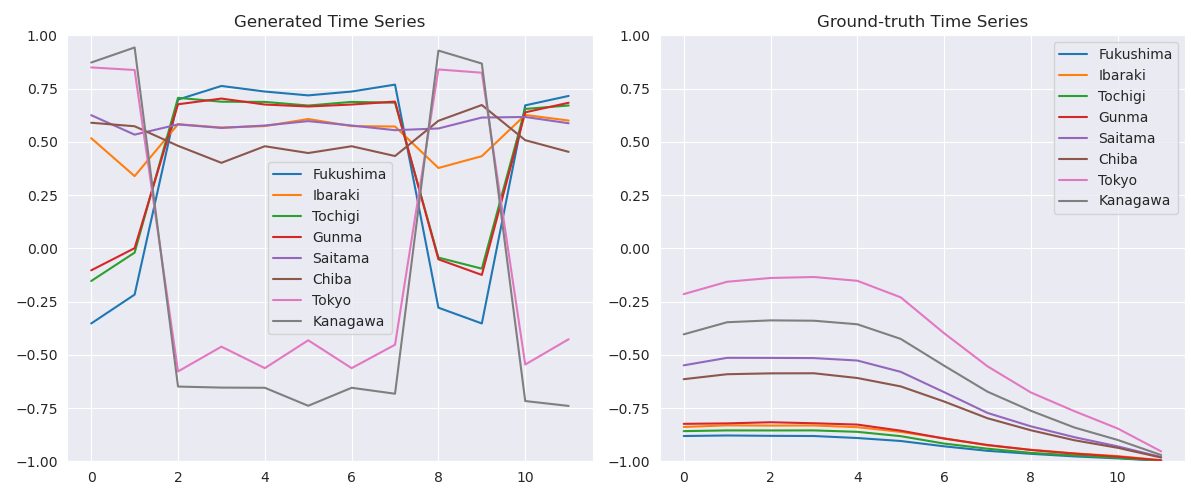 Generated Time Series
1.00
0.75
0.50
0.25
0.00
−0.25
−0.50
−0.75
−1.00
0 2 4 6 8 10
Fukushima
Ibaraki
Tochigi
Gunma
Saitama
Chiba
Tokyo
Kanagawa
Ground-truth Time Series
1.00
0.75
0.50
0.25
0.00
−0.25
−0.50
−0.75
−1.00
0 2 4 6 8 10
Fukushima
Ibaraki
Tochigi
Gunma
Saitama
Chiba
Tokyo
Kanagawa